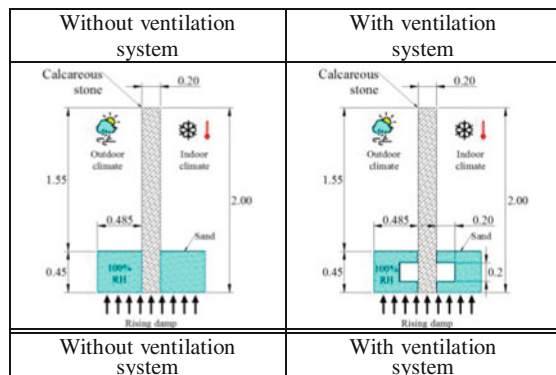 Without ventilation
system
With ventilation
system
Calcareous
stone
0.20
Outdoor
climate
Indoor
climate
1.55
2.00
0.485
Sand
0.45
100%
RH
Rising damp
Calcareous
stone
0.20
Outdoor
climate
Indoor
climate
1.55
2.00
0.485
0.20
Sand
0.45
100%
RH
0.2
Rising damp
Without ventilation
system
With ventilation
system